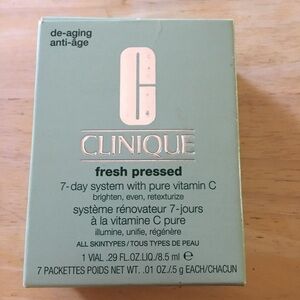 de-aging
anti-âge
C
CLINIQUE
fresh pressed
7-day system with pure vitamin C
brighten, even, retexturize
système rénovateur 7-jours
à la vitamine C pure
illumine, unifie, régénère
ALL SKINTYPES / TOUS TYPES DE PEAU
1 VIAL .29 FL.OZ.LIQ./8.5 ml ℮
7 PACKETTES POIDS NET WT. .01 OZ./.5 g EACH/CHACUN